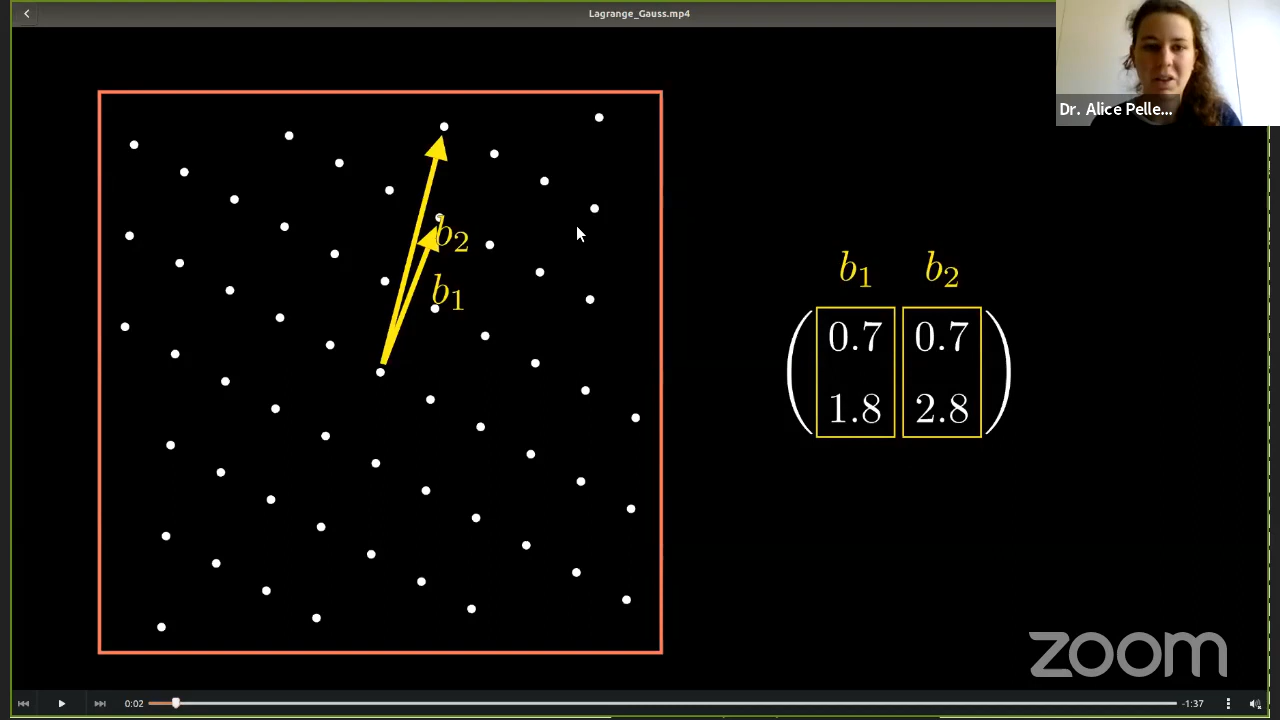 Lagrange_Gauss.mp4
Dr. Alice Pelle...
b2
b1
b1 b2
0.7 0.7
1.8 2.8
zoom
0:02
-1:37